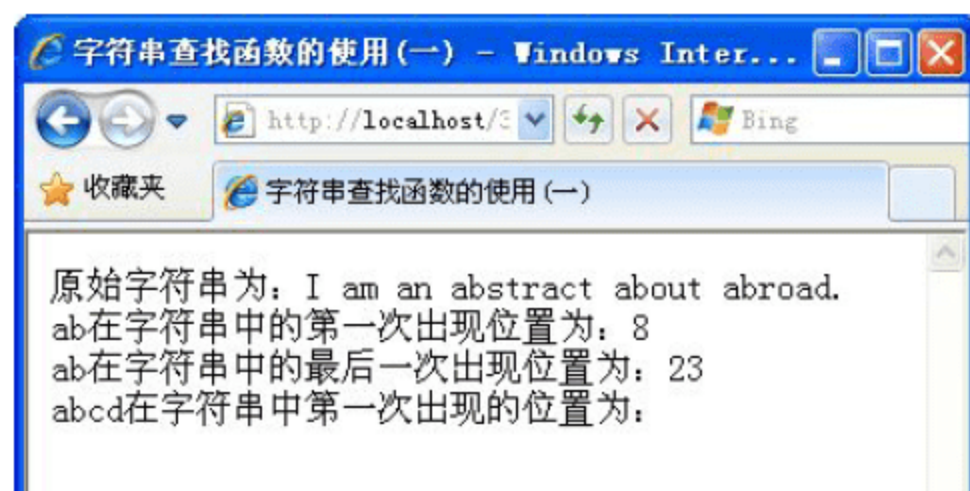 字符串查找函数的使用(一) - Windows Inter...
http://localhost/3
Bing
收藏夹
字符串查找函数的使用(一)
原始字符串为：I am an abstract about abroad.
ab在字符串中的第一次出现位置为：8
ab在字符串中的最后一次出现位置为：23
abcd在字符串中第一次出现的位置为：